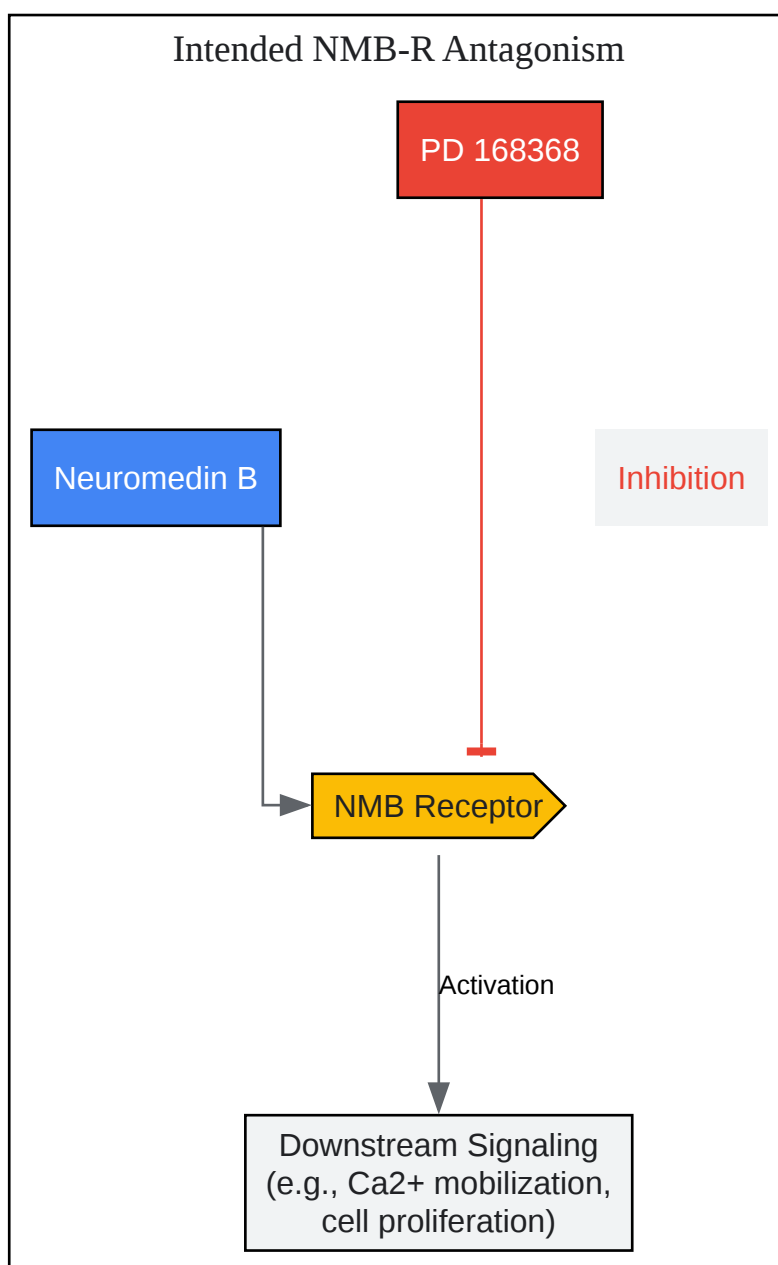 Intended NMB-R Antagonism
PD 168368
Neuromedin B
Inhibition
NMB Receptor
Activation
Downstream Signaling
(e.g., Ca2+ mobilization,
cell proliferation)